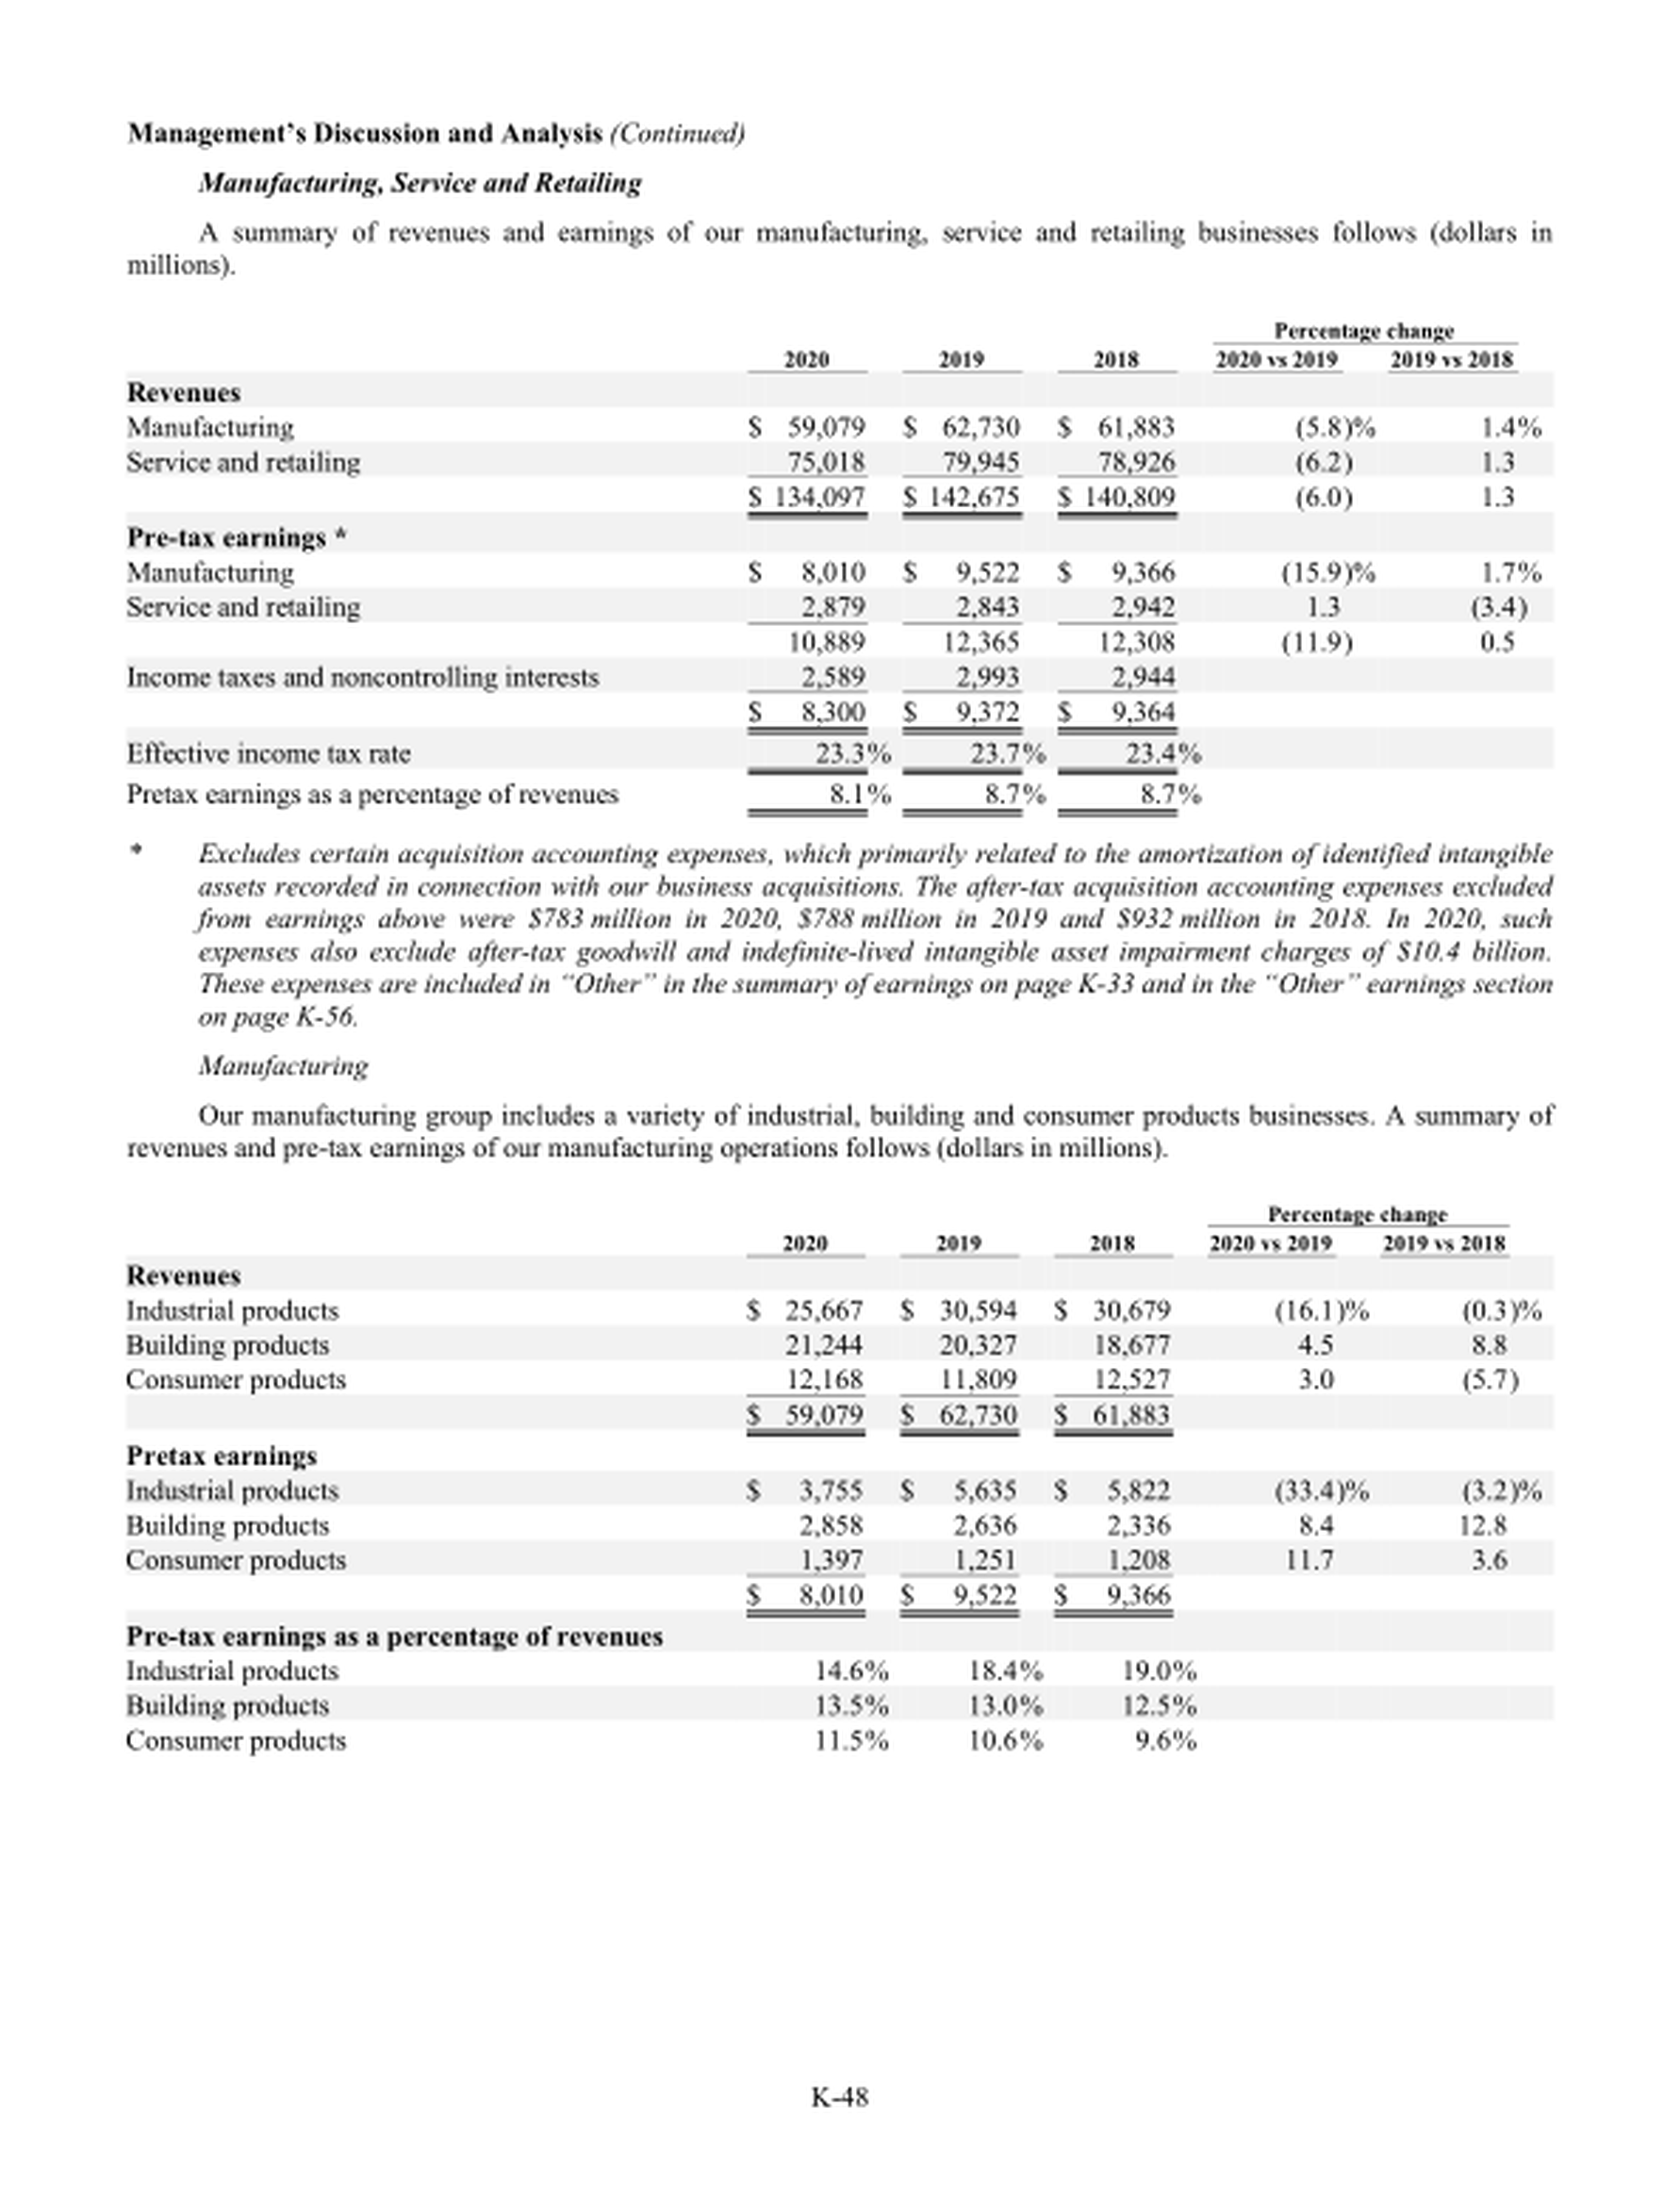 Management's Discussion and Analysis (Continued)
Manufacturing, Service and Retailing
A summary of revenues and earnings of our manufacturing, service and retailing businesses follows (dollars in
millions).
Percentage change
2020 2019 2018 2020 vs 2019 2019 vs 2018
Revenues
Manufacturing $ 59,079 $ 62,730 $ 61,883 (5.8)% 1.4%
Service and retailing 75,018 79,945 78,926 (6.2) 1.3
$ 134,097 $ 142,675 $ 140,809 (6.0) 1.3
Pre-tax earnings *
Manufacturing $ 8,010 $ 9,522 $ 9,366 (15.9)% 1.7%
Service and retailing 2,879 2,843 2,942 1.3 (3.4)
10,889 12,365 12,308 (11.9) 0.5
Income taxes and noncontrolling interests 2,589 2,993 2,944
$ 8,300 $ 9,372 $ 9,364
Effective income tax rate 23.3% 23.7% 23.4%
Pretax earnings as a percentage of revenues 8.1% 8.7% 8.7%
* Excludes certain acquisition accounting expenses, which primarily related to the amortization of identified intangible
assets recorded in connection with our business acquisitions. The after-tax acquisition accounting expenses excluded
from earnings above were $783 million in 2020, $788 million in 2019 and $932 million in 2018. In 2020, such
expenses also exclude after-tax goodwill and indefinite-lived intangible asset impairment charges of $10.4 billion.
These expenses are included in "Other" in the summary of earnings on page K-33 and in the "Other" earnings section
on page K-56.
Manufacturing
Our manufacturing group includes a variety of industrial, building and consumer products businesses. A summary of
revenues and pre-tax earnings of our manufacturing operations follows (dollars in millions).
Percentage change
2020 2019 2018 2020 vs 2019 2019 vs 2018
Revenues
Industrial products $ 25,667 $ 30,594 $ 30,679 (16.1)% (0.3)%
Building products 21,244 20,327 18,677 4.5 8.8
Consumer products 12,168 11,809 12,527 3.0 (5.7)
$ 59,079 $ 62,730 $ 61,883
Pretax earnings
Industrial products $ 3,755 $ 5,635 $ 5,822 (33.4)% (3.2)%
Building products 2,858 2,636 2,336 8.4 12.8
Consumer products 1,397 1,251 1,208 11.7 3.6
$ 8,010 $ 9,522 $ 9,366
Pre-tax earnings as a percentage of revenues
Industrial products 14.6% 18.4% 19.0%
Building products 13.5% 13.0% 12.5%
Consumer products 11.5% 10.6% 9.6%
K-48